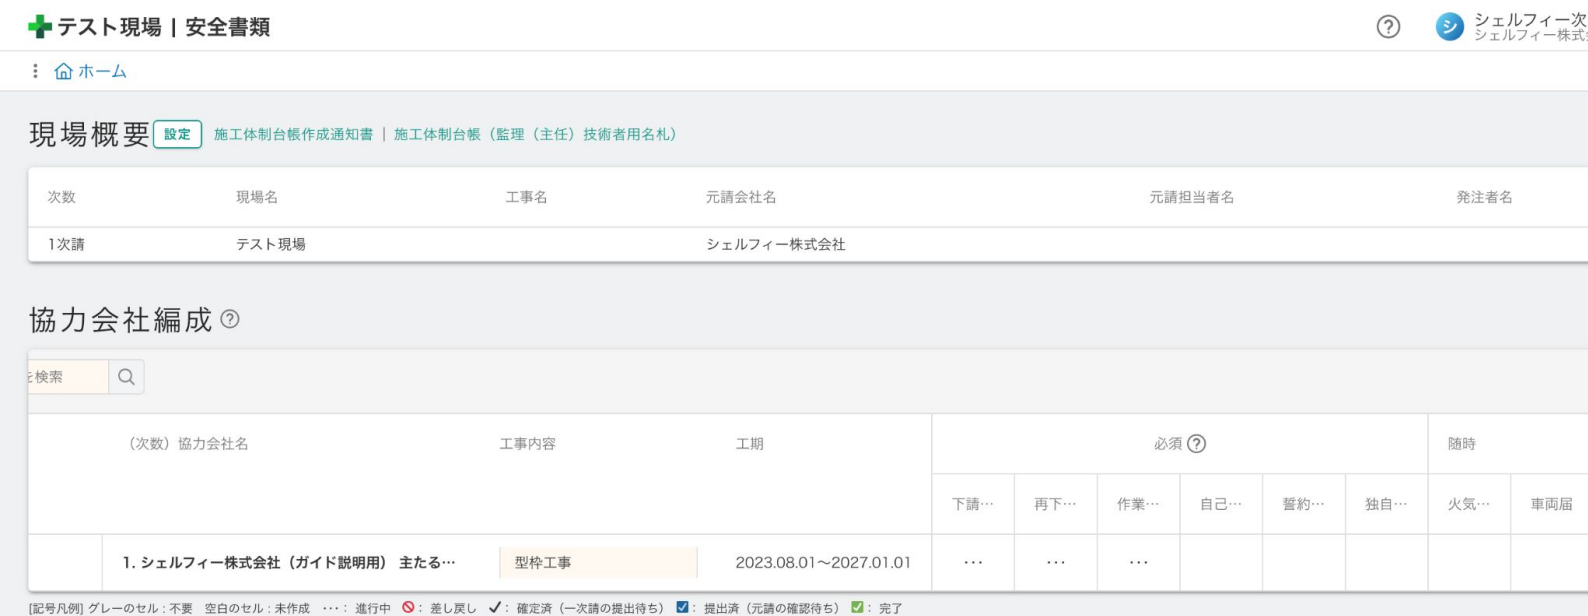 テスト現場 | 安全書類
シェルフィー次
シェルフィー株式
ホーム
現場概要 設定 施工体制台帳作成通知書 | 施工体制台帳（監理（主任）技術者用名札）
次数 現場名 工事名 元請会社名 元請担当者名 発注者名
1次請 テスト現場 シェルフィー株式会社
協力会社編成
を検索
（次数）協力会社名 工事内容 工期 必須 随時
下請… 再下… 作業… 自己… 誓約… 独自… 火気… 車両届
1. シェルフィー株式会社（ガイド説明用） 主たる… 型枠工事 2023.08.01～2027.01.01 … … …
[記号凡例] グレーのセル : 不要 空白のセル : 未作成 ･･･ : 進行中 🚫 : 差し戻し ✓ : 確定済（一次請の提出待ち） ☑ : 提出済（元請の確認待ち） ✅ : 完了